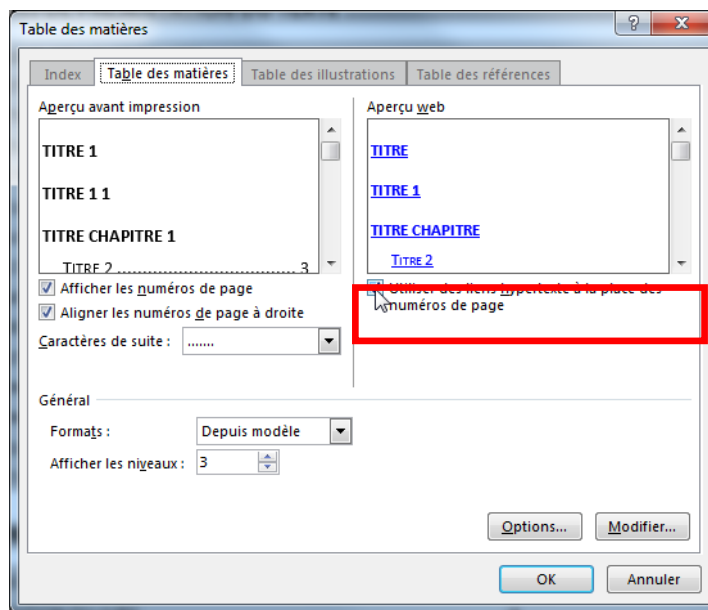 Table des matières
Index
Table des matières
Table des illustrations
Table des références
Aperçu avant impression
TITRE 1
TITRE 1 1
TITRE CHAPITRE 1
TITRE 2 .................................... 3
Aperçu web
TITRE
TITRE 1
TITRE CHAPITRE
TITRE 2
Afficher les numéros de page
Aligner les numéros de page à droite
Caractères de suite : .......
Utiliser des liens hypertexte à la place des
numéros de page
Général
Formats : Depuis modèle
Afficher les niveaux : 3
Options...
Modifier...
OK
Annuler